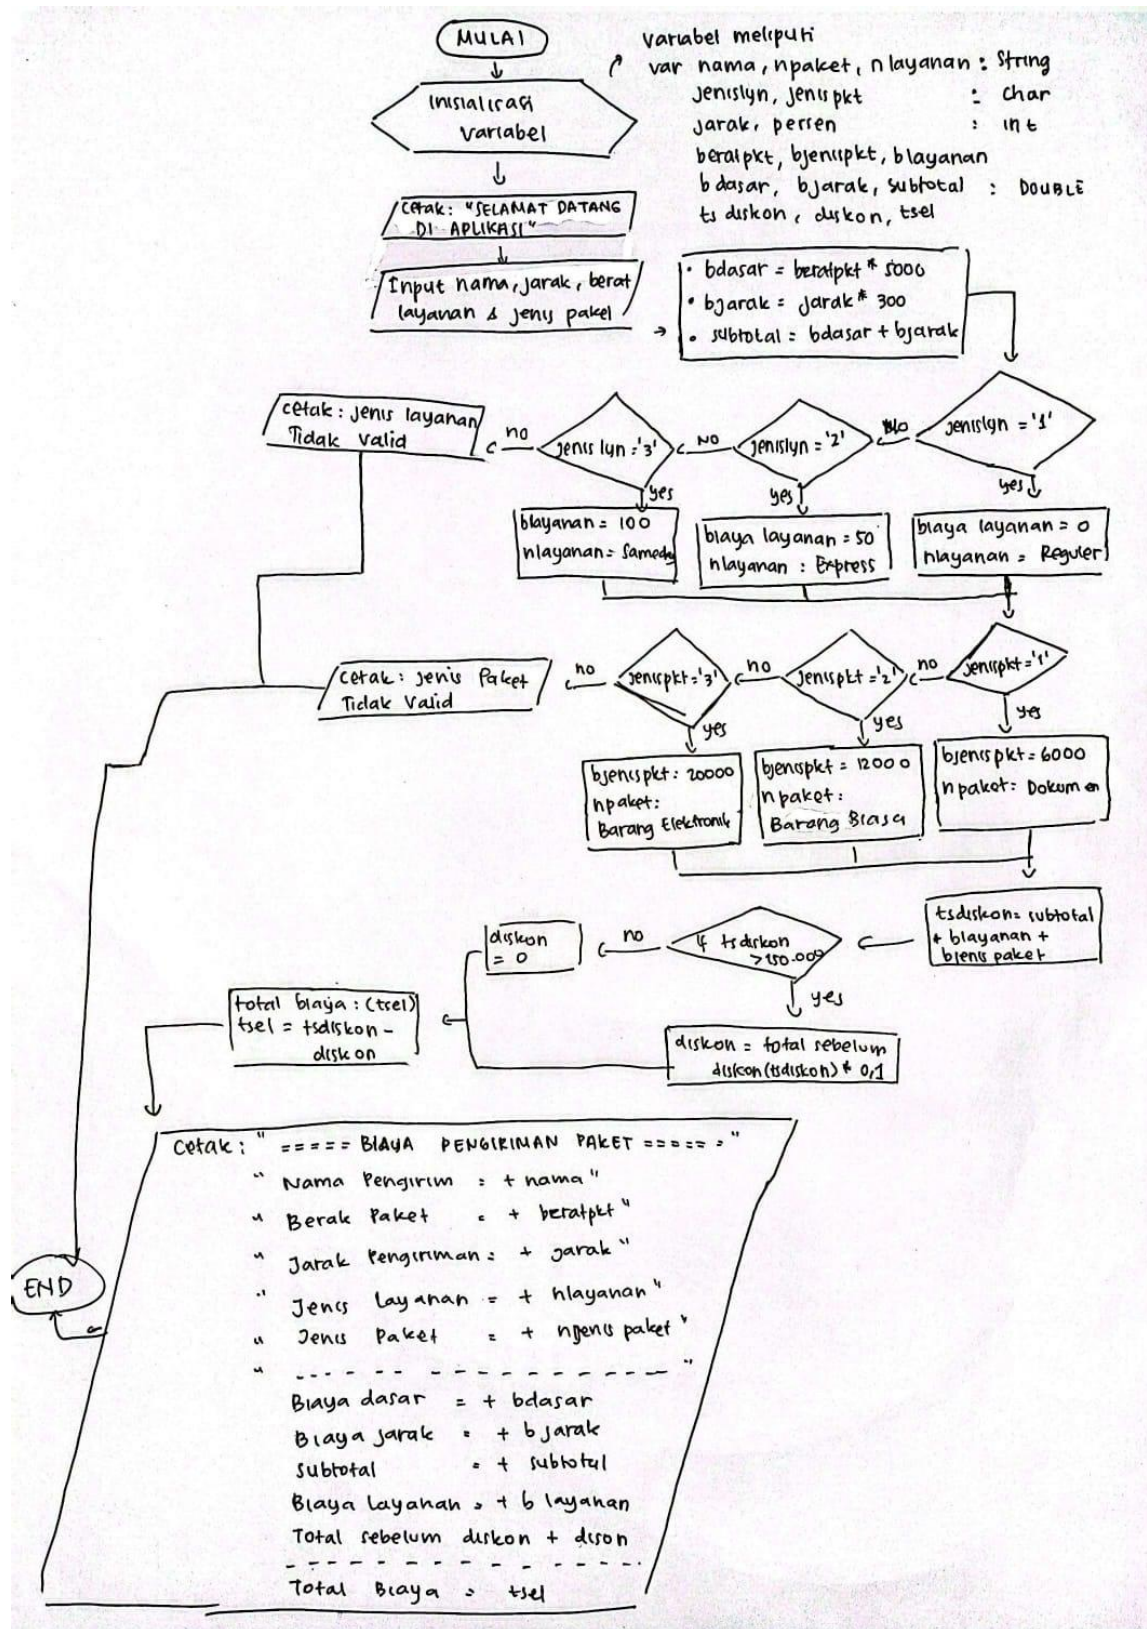 MULAI
variabel meliputi
var nama, npaket, nlayanan : String
jenislyn, jenispkt : char
jarak, persen : int
beratpkt, bjenispkt, blayanan
bdasar, bjarak, subtotal : DOUBLE
tsdiskon, diskon, tsel
Inisialisasi
Variabel
Cetak: "SELAMAT DATANG
DI APLIKASI"
Input nama, jarak, berat
layanan & jenis paket
• bdasar = beratpkt * 5000
• bjarak = jarak * 300
• subtotal = bdasar + bjarak
jenislyn = '1'
No
jenislyn = '2'
NO
jenis lyn = '3'
no
cetak : jenis layanan
Tidak Valid
yes
yes
yes
blayanan = 100
nlayanan = Sameday
biaya layanan = 50
nlayanan : Express
biaya layanan = 0
nlayanan = Reguler
jenispkt = '1'
no
jenispkt = '2'
no
jenispkt = '3'
no
cetak: jenis Paket
Tidak Valid
yes
yes
yes
bjenispkt : 20000
npaket :
Barang Elektronik
bjenispkt = 12000
npaket :
Barang Biasa
bjenispkt = 6000
npaket : Dokumen
tsdiskon = subtotal
+ blayanan +
bjenis paket
if tsdiskon
>150.000
no
diskon
= 0
yes
diskon = total sebelum
diskon (tsdiskon) * 0,1
total biaya : (tsel)
tsel = tsdiskon -
diskon
Cetak : " ===== BIAYA PENGIRIMAN PAKET ====== "
" Nama Pengirim : + nama "
" Berak Paket = + beratpkt "
" Jarak Pengiriman = + jarak "
" Jenis Layanan = + nlayanan "
" Jenis Paket = + njenis paket "
" - - - - - - - - - - - - - - "
Biaya dasar = + bdasar
Biaya jarak = + bjarak
subtotal = + subtotal
Biaya layanan = + b layanan
Total sebelum diskon + dison
- - - - - - - - - - - - - -
Total Biaya = tsel
END